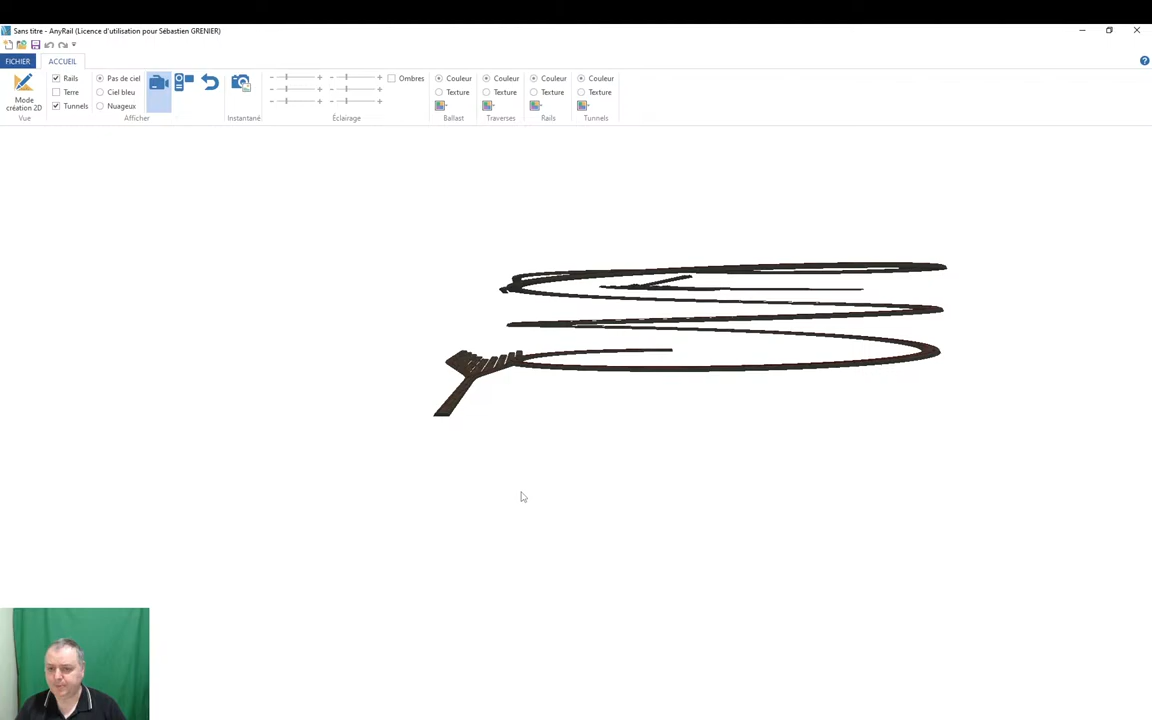 Sans titre - AnyRail (Licence d'utilisation pour Sébastien GRENIER)
FICHIER ACCUEIL
Mode création 2D
Vue
Rails
Terre
Tunnels
Pas de ciel
Ciel bleu
Nuageux
Afficher
Instantané
- + - + Ombres
- + - +
- + - +
Éclairage
Couleur
Texture
Ballast
Couleur
Texture
Traverses
Couleur
Texture
Rails
Couleur
Texture
Tunnels